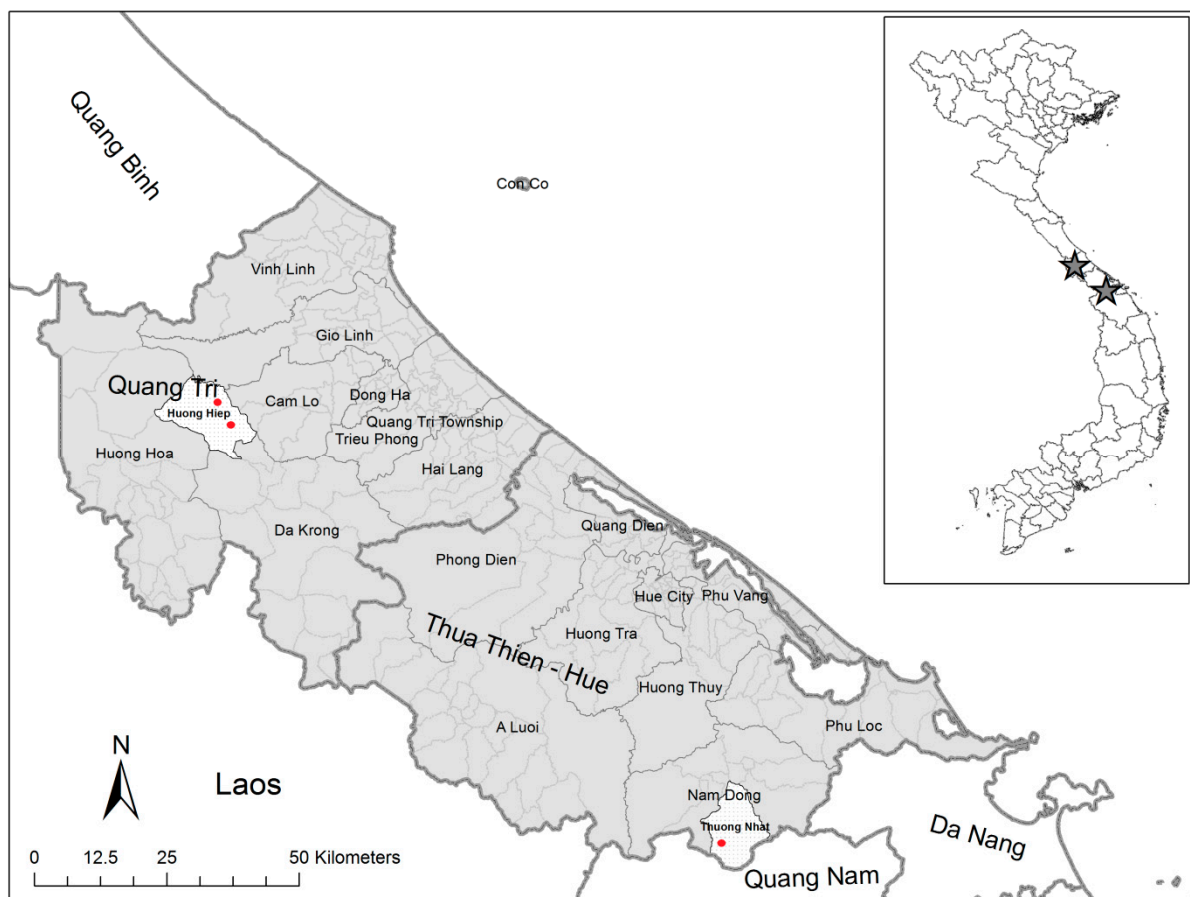 Quang Binh
Con Co
Vinh Linh
Gio Linh
Quang Tri
Huong Hiep
Cam Lo
Dong Ha
Quang Tri Township
Trieu Phong
Huong Hoa
Hai Lang
Da Krong
Quang Dien
Phong Dien
Hue City
Phu Vang
Thua Thien - Hue
Huong Tra
Huong Thuy
A Luoi
Phu Loc
N
Laos
Nam Dong
Thuong Nhat
Da Nang
Quang Nam
0 12.5 25 50 Kilometers